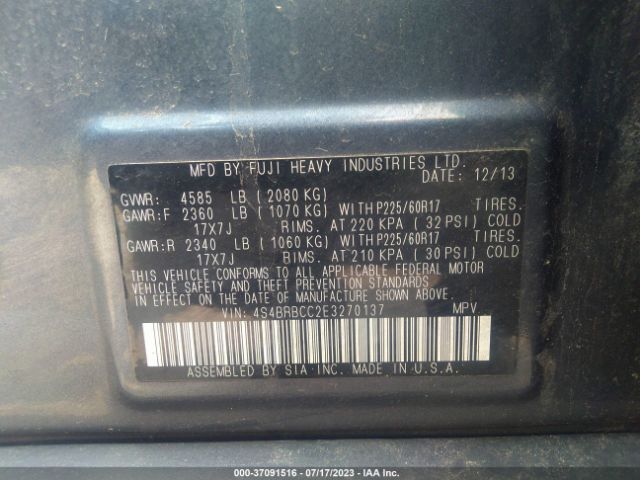 MFD BY FUJI HEAVY INDUSTRIES LTD.
DATE: 12/13
GVWR: 4585 LB ( 2080 KG)
GAWR:F 2360 LB ( 1070 KG) WITH P225/60R17 TIRES.
17X7J RIMS. AT 220 KPA ( 32 PSI) COLD
GAWR:R 2340 LB ( 1060 KG) WITH P225/60R17 TIRES.
17X7J RIMS. AT 210 KPA ( 30 PSI) COLD
THIS VEHICLE CONFORMS TO ALL APPLICABLE FEDERAL MOTOR
VEHICLE SAFETY AND THEFT PREVENTION STANDARDS
IN EFFECT ON THE DATE OF MANUFACTURE SHOWN ABOVE.
VIN: 4S4BRBCC2E3270137 MPV
ASSEMBLED BY SIA INC. MADE IN U.S.A.
000-37091516 - 07/17/2023 - IAA Inc.